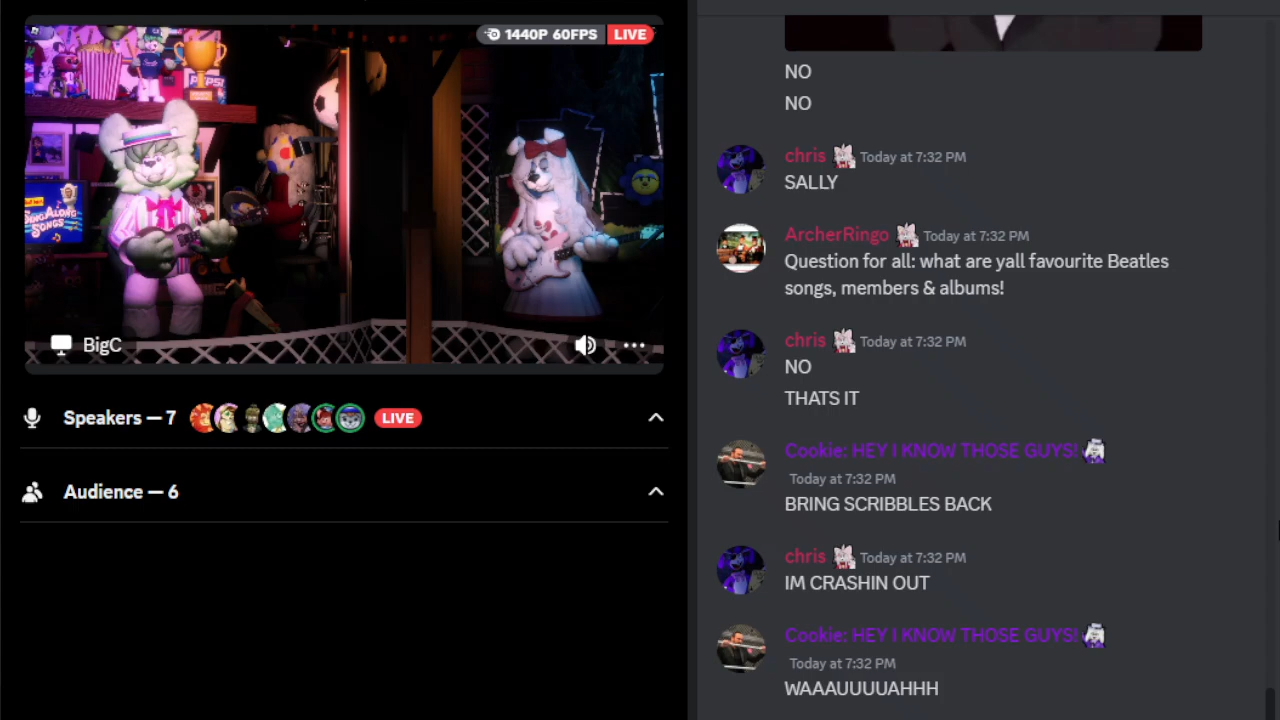 1440P 60FPS
LIVE
PEPSI
SING ALONG
SONGS
BigC
Speakers — 7
LIVE
Audience — 6
NO
NO
chris
Today at 7:32 PM
SALLY
ArcherRingo
Today at 7:32 PM
Question for all: what are yall favourite Beatles
songs, members & albums!
chris
Today at 7:32 PM
NO
THATS IT
Cookie: HEY I KNOW THOSE GUYS!
Today at 7:32 PM
BRING SCRIBBLES BACK
chris
Today at 7:32 PM
IM CRASHIN OUT
Cookie: HEY I KNOW THOSE GUYS!
Today at 7:32 PM
WAAAUUUUAHHH